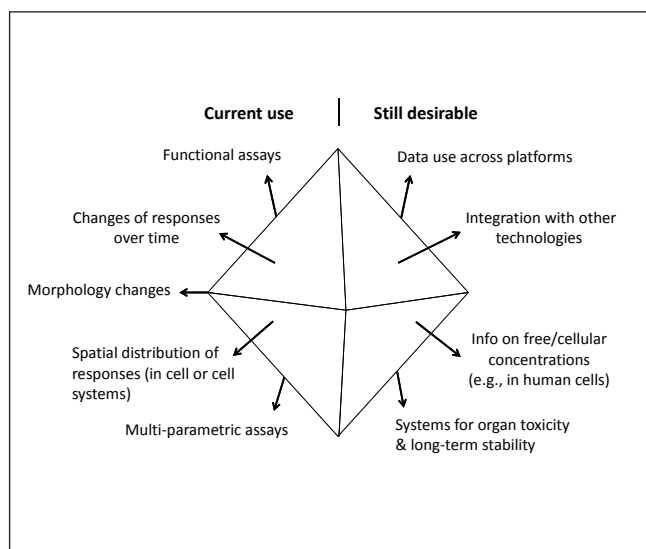 Current use
Still desirable
Functional assays
Data use across platforms
Changes of responses
over time
Integration with other
technologies
Morphology changes
Spatial distribution of
responses (in cell or cell
systems)
Info on free/cellular
concentrations
(e.g., in human cells)
Multi-parametric assays
Systems for organ toxicity
& long-term stability